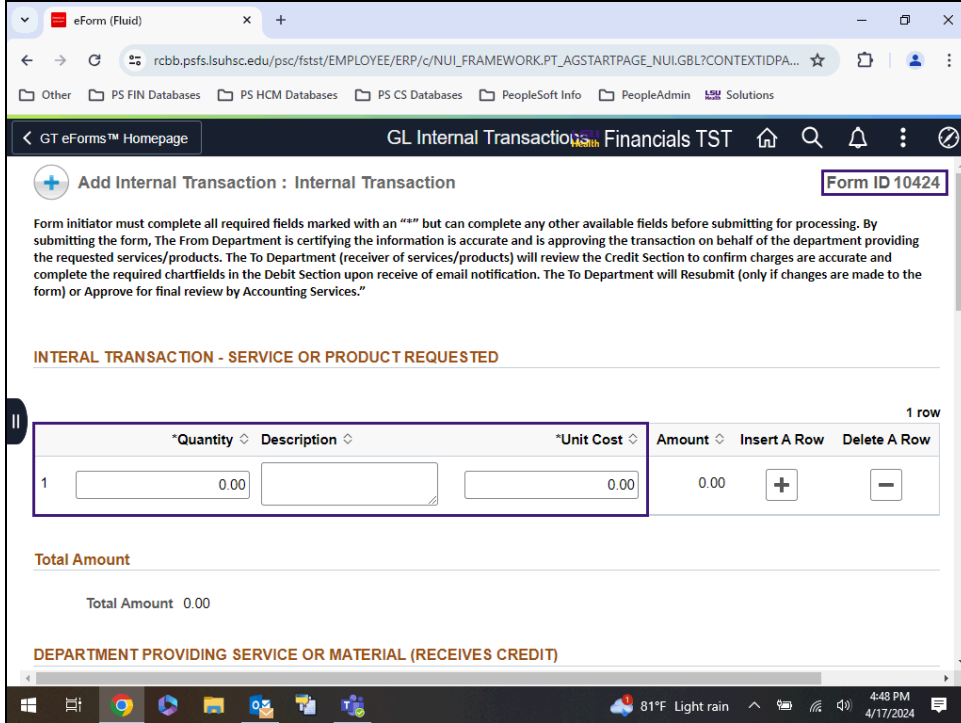 eForm (Fluid)
rcbb.psfs.lsuhsc.edu/psc/fstst/EMPLOYEE/ERP/c/NUI_FRAMEWORK.PT_AGSTARTPAGE_NUI.GBL?CONTEXTIDPA...
Other PS FIN Databases PS HCM Databases PS CS Databases PeopleSoft Info PeopleAdmin LSU Health Solutions
GT eForms™ Homepage GL Internal Transactions LSU Health Financials TST
Add Internal Transaction : Internal Transaction Form ID 10424
Form initiator must complete all required fields marked with an “*” but can complete any other available fields before submitting for processing. By
submitting the form, The From Department is certifying the information is accurate and is approving the transaction on behalf of the department providing
the requested services/products. The To Department (receiver of services/products) will review the Credit Section to confirm charges are accurate and
complete the required chartfields in the Debit Section upon receive of email notification. The To Department will Resubmit (only if changes are made to the
form) or Approve for final review by Accounting Services.”
INTERAL TRANSACTION - SERVICE OR PRODUCT REQUESTED
1 row
*Quantity Description *Unit Cost Amount Insert A Row Delete A Row
1 0.00 0.00 0.00
Total Amount
Total Amount 0.00
DEPARTMENT PROVIDING SERVICE OR MATERIAL (RECEIVES CREDIT)
81°F Light rain 4:48 PM
4/17/2024